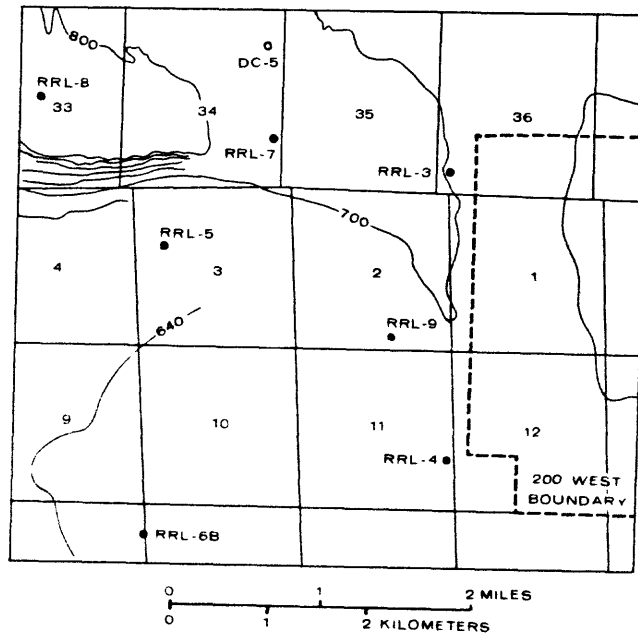 800
DC-5
RRL-8
33
34
35
36
RRL-7
RRL-3
700
RRL-5
4
3
2
1
640
RRL-9
9
10
11
12
RRL-4
200 WEST
BOUNDARY
RRL-6B
0 1 2 MILES
0 1 2 KILOMETERS